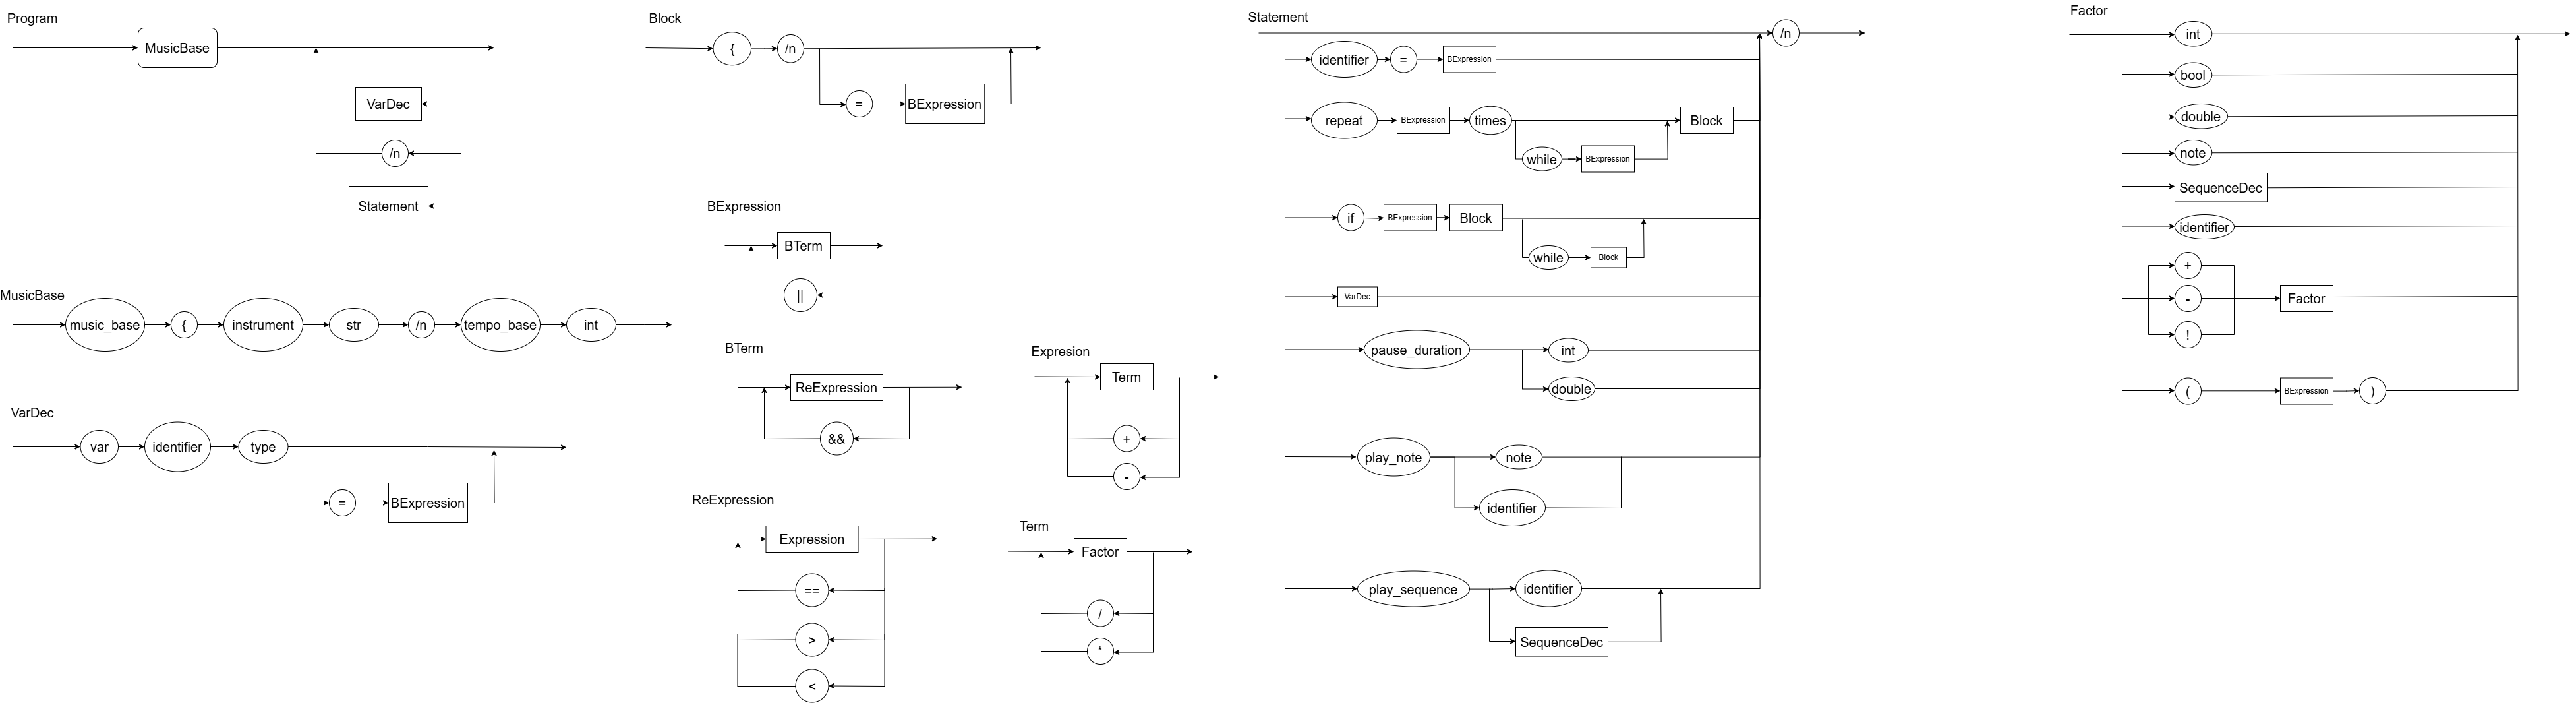 Program
MusicBase
VarDec
/n
Statement
MusicBase
music_base { instrument str /n tempo_base int
VarDec
var identifier type
= BExpression
Block
{ /n
= BExpression
BExpression
BTerm
||
BTerm
ReExpression
&&
ReExpression
Expression
==
>
<
Expresion
Term
+
-
Term
Factor
/
*
Statement
/n
identifier = BExpression
repeat BExpression times Block
while BExpression
if BExpression Block
while Block
VarDec
pause_duration int
double
play_note note
identifier
play_sequence identifier
SequenceDec
Factor
int
bool
double
note
SequenceDec
identifier
+
- Factor
!
( BExpression )